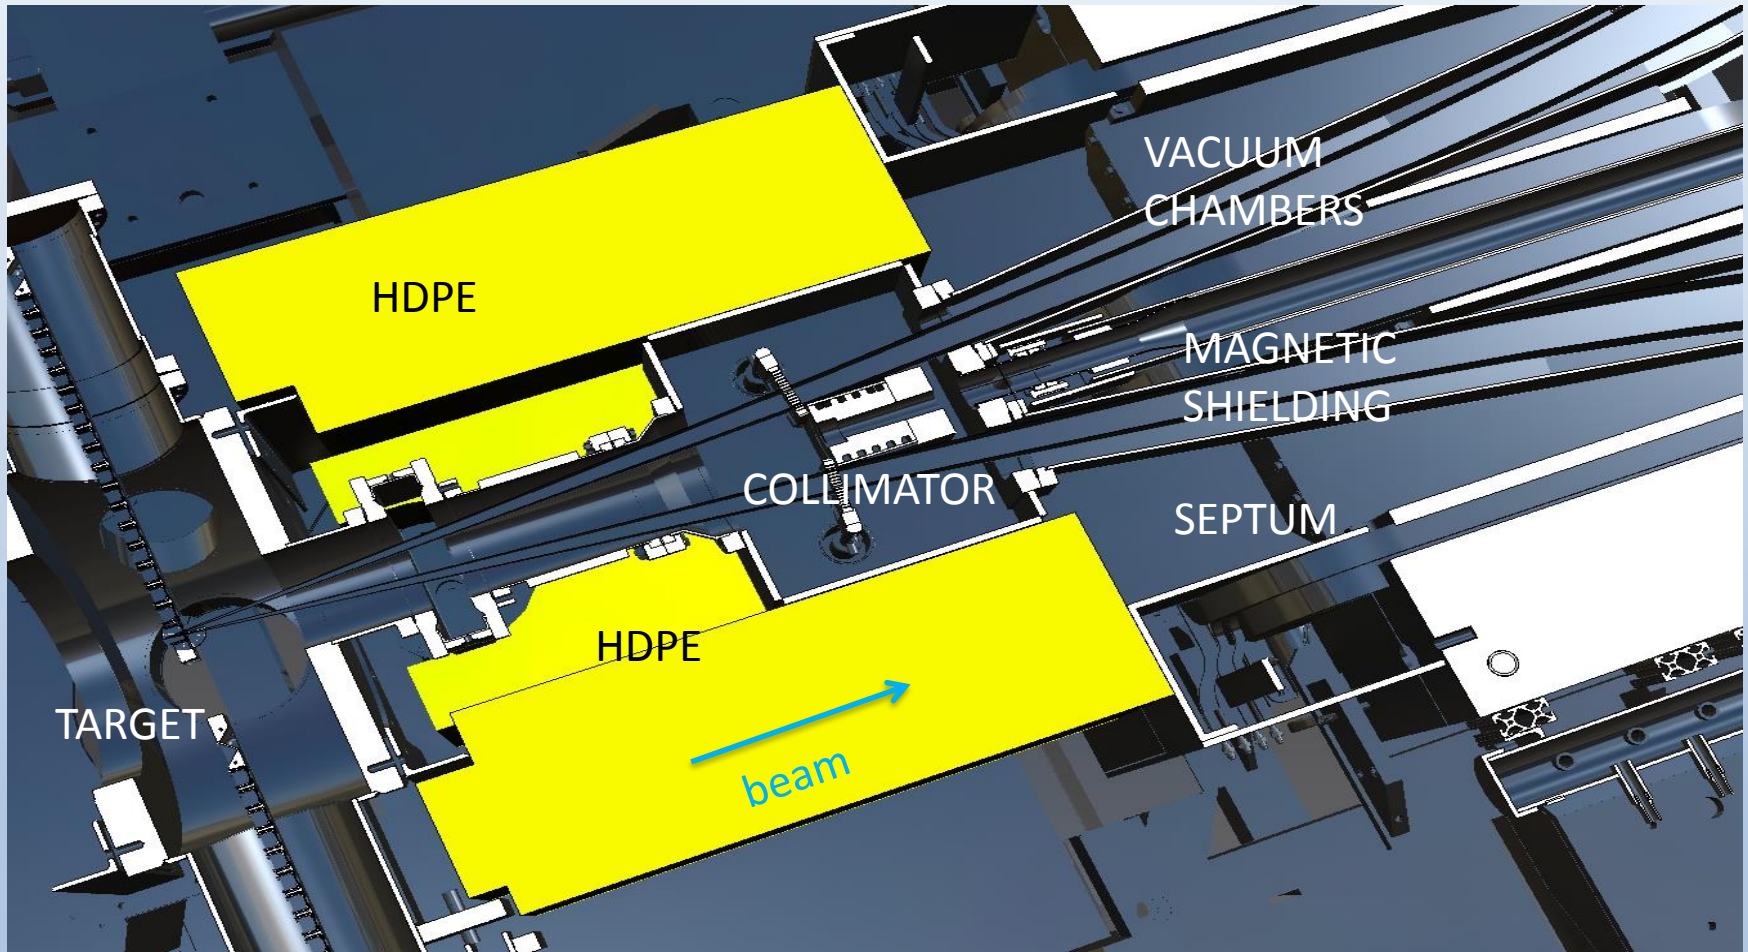 VACUUM
CHAMBERS
HDPE
MAGNETIC
SHIELDING
COLLIMATOR
SEPTUM
HDPE
TARGET
beam